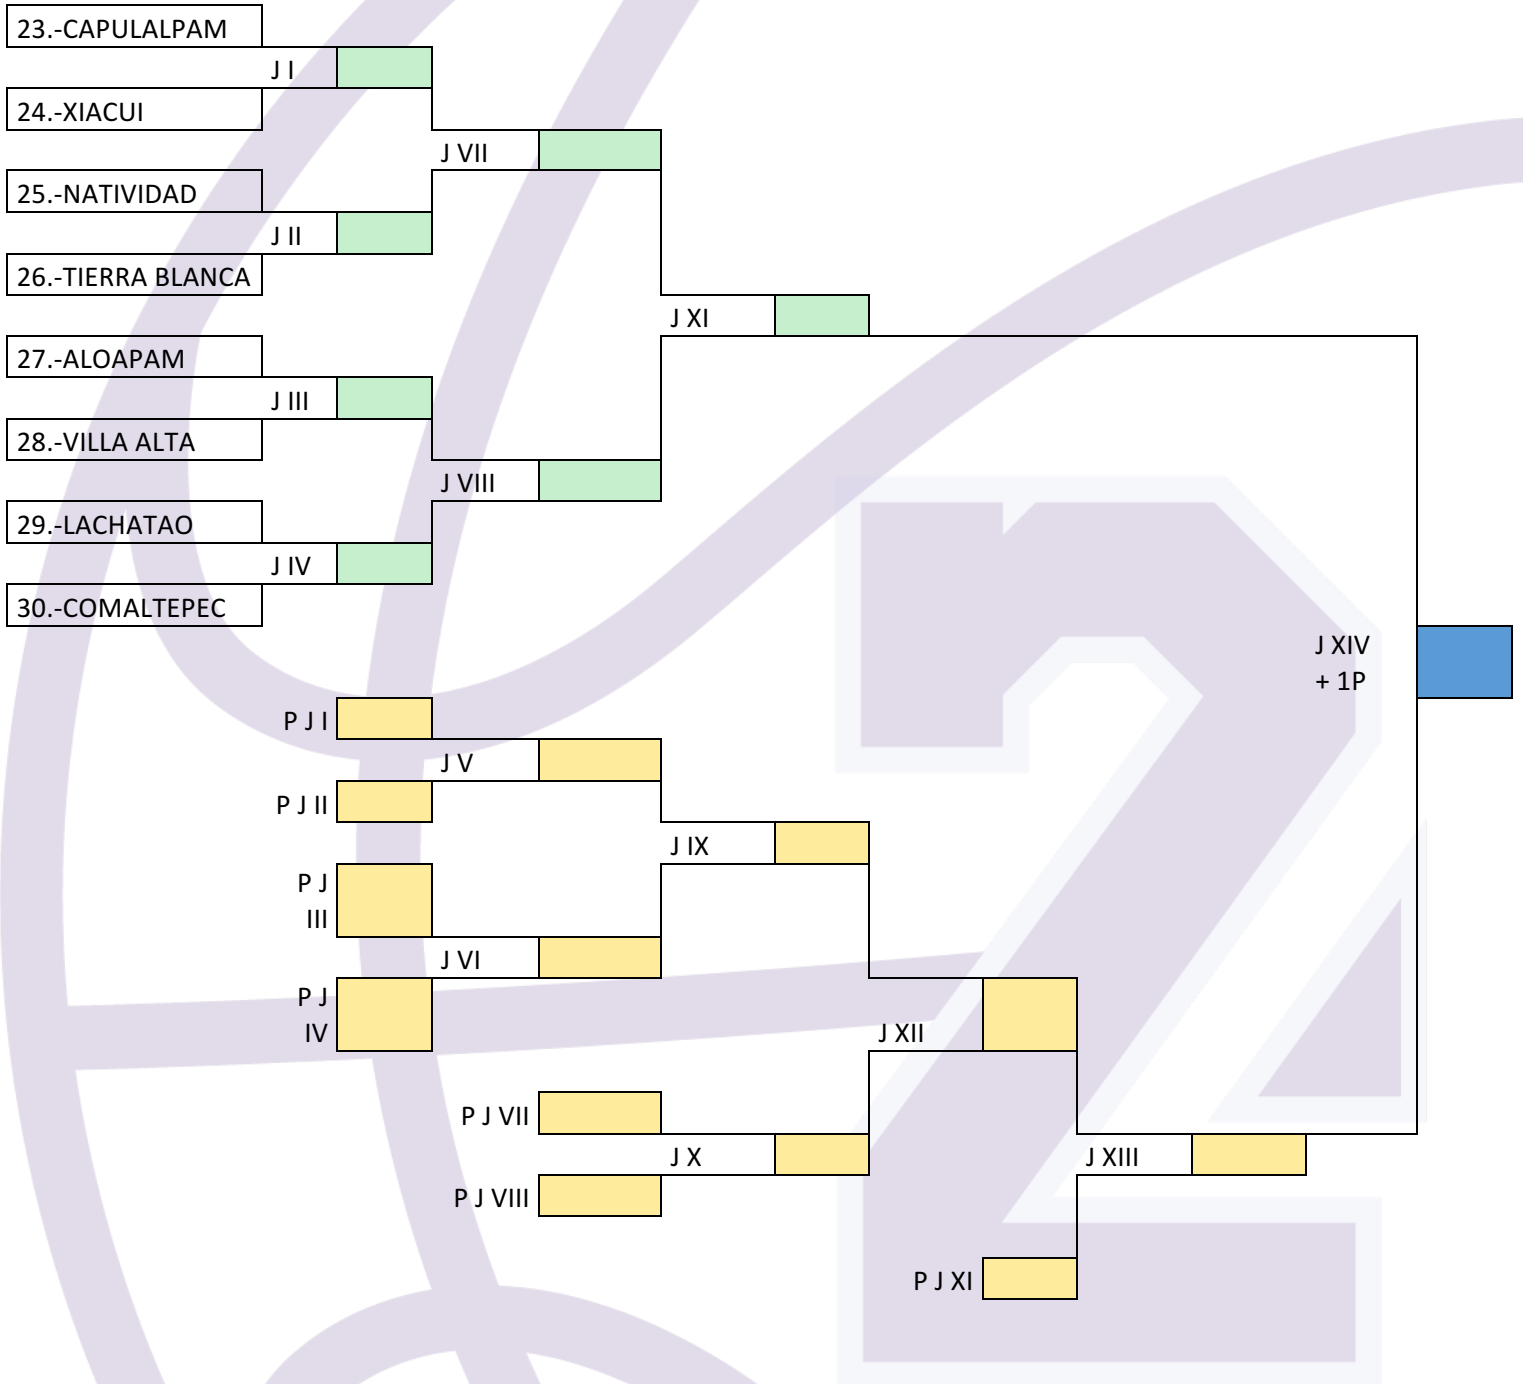 23.-CAPULALPAM
J I
24.-XIACUI
J VII
25.-NATIVIDAD
J II
26.-TIERRA BLANCA
J XI
27.-ALOAPAM
J III
28.-VILLA ALTA
J VIII
29.-LACHATAO
J IV
30.-COMALTEPEC
J XIV
+ 1P
P J I
J V
P J II
J IX
P J
III
J VI
P J
IV
J XII
P J VII
J X
J XIII
P J VIII
P J XI
2